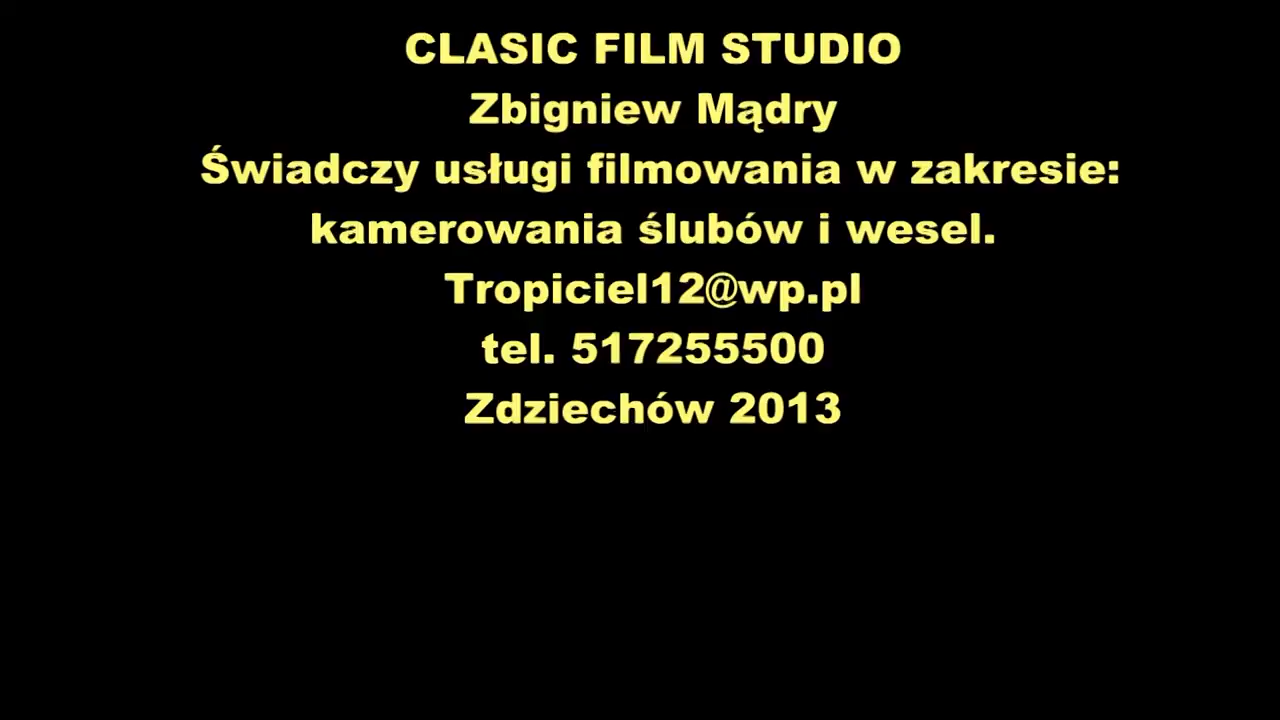 CLASIC FILM STUDIO
Zbigniew Mądry
Świadczy usługi filmowania w zakresie:
kamerowania ślubów i wesel.
Tropiciel12@wp.pl
tel. 517255500
Zdziechów 2013